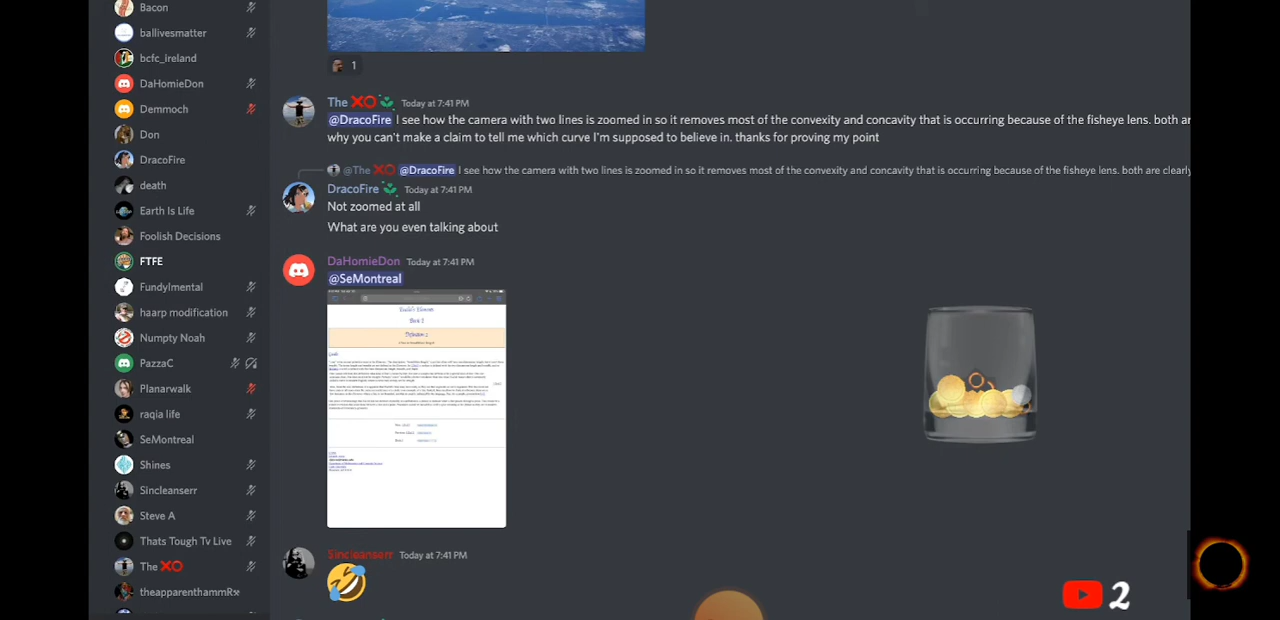 Bacon
ballivesmatter
bcfc_ireland
DaHomieDon
Demmoch
Don
DracoFire
death
Earth Is Life
Foolish Decisions
FTFE
Fundylmental
haarp modification
Numpty Noah
PazzaC
Planarwalk
raqia life
SeMontreal
Shines
Sincleanserr
Steve A
Thats Tough Tv Live
The ❌⭕
theapparenthammR
1
The ❌⭕ Today at 7:41 PM
@DracoFire I see how the camera with two lines is zoomed in so it removes most of the convexity and concavity that is occurring because of the fisheye lens. both ar
why you can't make a claim to tell me which curve I'm supposed to believe in. thanks for proving my point
@The ❌⭕ @DracoFire I see how the camera with two lines is zoomed in so it removes most of the convexity and concavity that is occurring because of the fisheye lens. both are clearly
DracoFire Today at 7:41 PM
Not zoomed at all
What are you even talking about
DaHomieDon Today at 7:41 PM
@SeMontreal
Sincleanserr Today at 7:41 PM
2